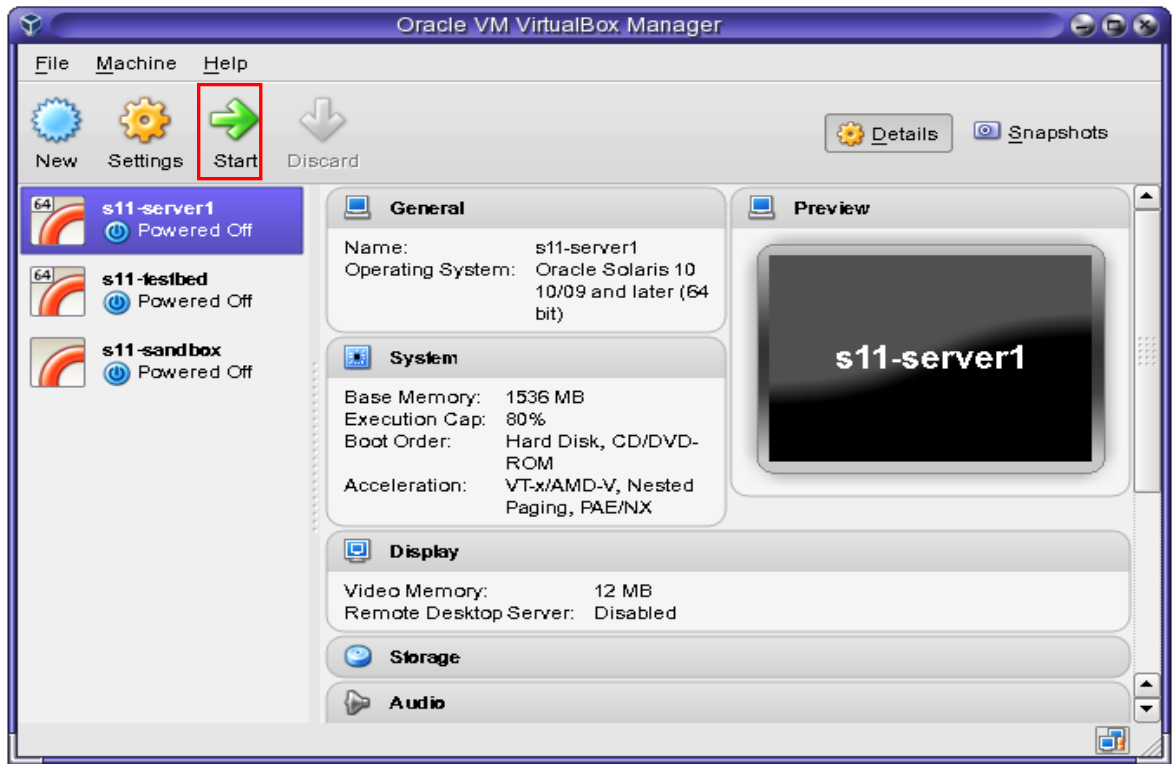 Oracle VM VirtualBox Manager
File Machine Help
New Settings Start Discard
Details Snapshots
64
s11-server1
Powered Off
64
s11-testbed
Powered Off
s11-sandbox
Powered Off
General
Name: s11-server1
Operating System: Oracle Solaris 10
10/09 and later (64
bit)
System
Base Memory: 1536 MB
Execution Cap: 80%
Boot Order: Hard Disk, CD/DVD-
ROM
Acceleration: VT-x/AMD-V, Nested
Paging, PAE/NX
Preview
s11-server1
Display
Video Memory: 12 MB
Remote Desktop Server: Disabled
Storage
Audio